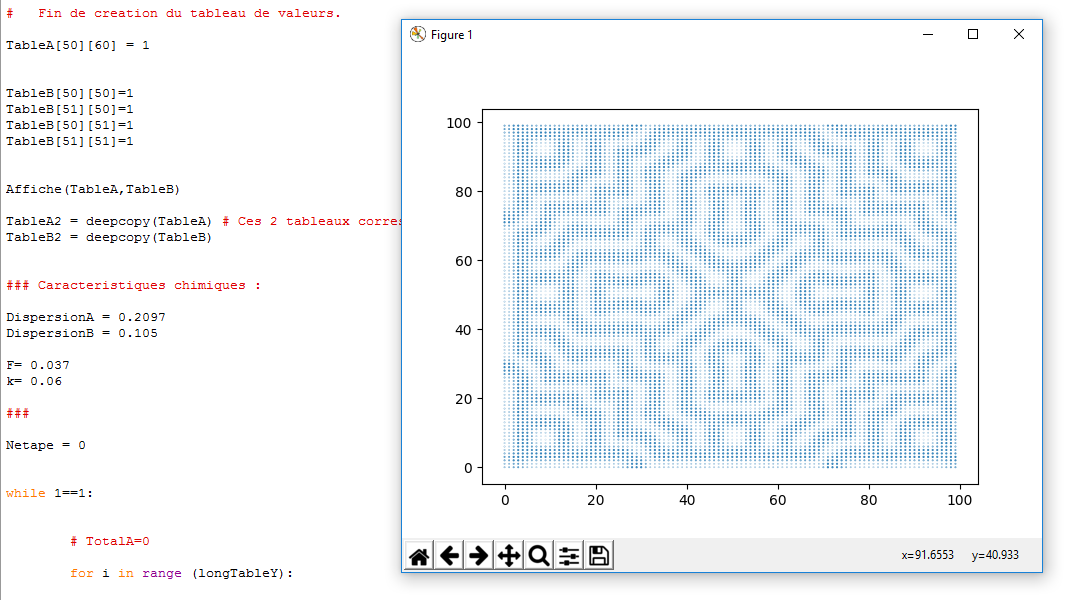 #   Fin de creation du tableau de valeurs.
TableA[50][60] = 1
TableB[50][50]=1
TableB[51][50]=1
TableB[50][51]=1
TableB[51][51]=1
Affiche(TableA,TableB)
TableA2 = deepcopy(TableA) # Ces 2 tableaux corres
TableB2 = deepcopy(TableB)
### Caracteristiques chimiques :
DispersionA = 0.2097
DispersionB = 0.105
F= 0.037
k= 0.06
###
Netape = 0
while 1==1:
# TotalA=0
for i in range (longTableY):
Figure 1
100
80
60
40
20
0
0 20 40 60 80 100
x=91.6553 y=40.933